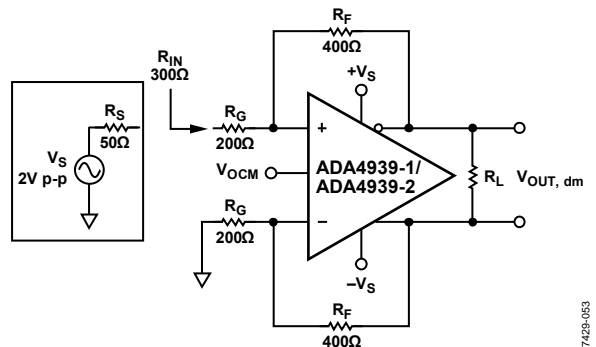 RF
400Ω
RIN
300Ω
+VS
RS
50Ω
VS
2V p-p
RG
200Ω
+
VOCM
ADA4939-1/
ADA4939-2
RL
VOUT, dm
RG
200Ω
–
–VS
RF
400Ω
7429-053